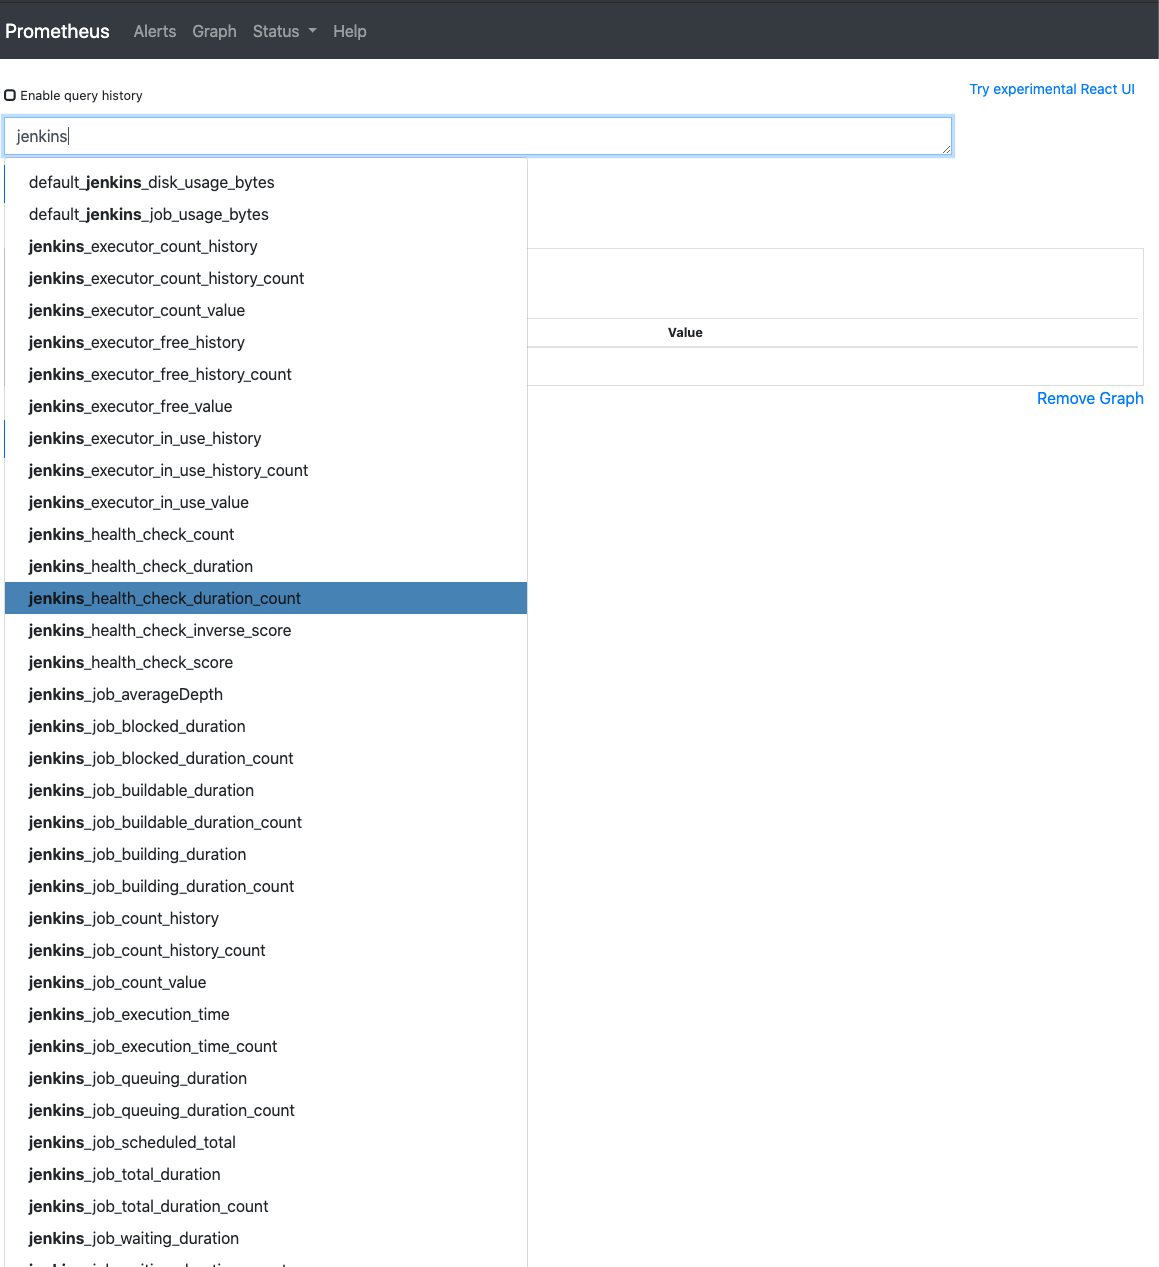 Prometheus Alerts Graph Status Help
Enable query history
Try experimental React UI
jenkins
default_jenkins_disk_usage_bytes
default_jenkins_job_usage_bytes
jenkins_executor_count_history
jenkins_executor_count_history_count
jenkins_executor_count_value
jenkins_executor_free_history
jenkins_executor_free_history_count
jenkins_executor_free_value
jenkins_executor_in_use_history
jenkins_executor_in_use_history_count
jenkins_executor_in_use_value
jenkins_health_check_count
jenkins_health_check_duration
jenkins_health_check_duration_count
jenkins_health_check_inverse_score
jenkins_health_check_score
jenkins_job_averageDepth
jenkins_job_blocked_duration
jenkins_job_blocked_duration_count
jenkins_job_buildable_duration
jenkins_job_buildable_duration_count
jenkins_job_building_duration
jenkins_job_building_duration_count
jenkins_job_count_history
jenkins_job_count_history_count
jenkins_job_count_value
jenkins_job_execution_time
jenkins_job_execution_time_count
jenkins_job_queuing_duration
jenkins_job_queuing_duration_count
jenkins_job_scheduled_total
jenkins_job_total_duration
jenkins_job_total_duration_count
jenkins_job_waiting_duration
Value
Remove Graph